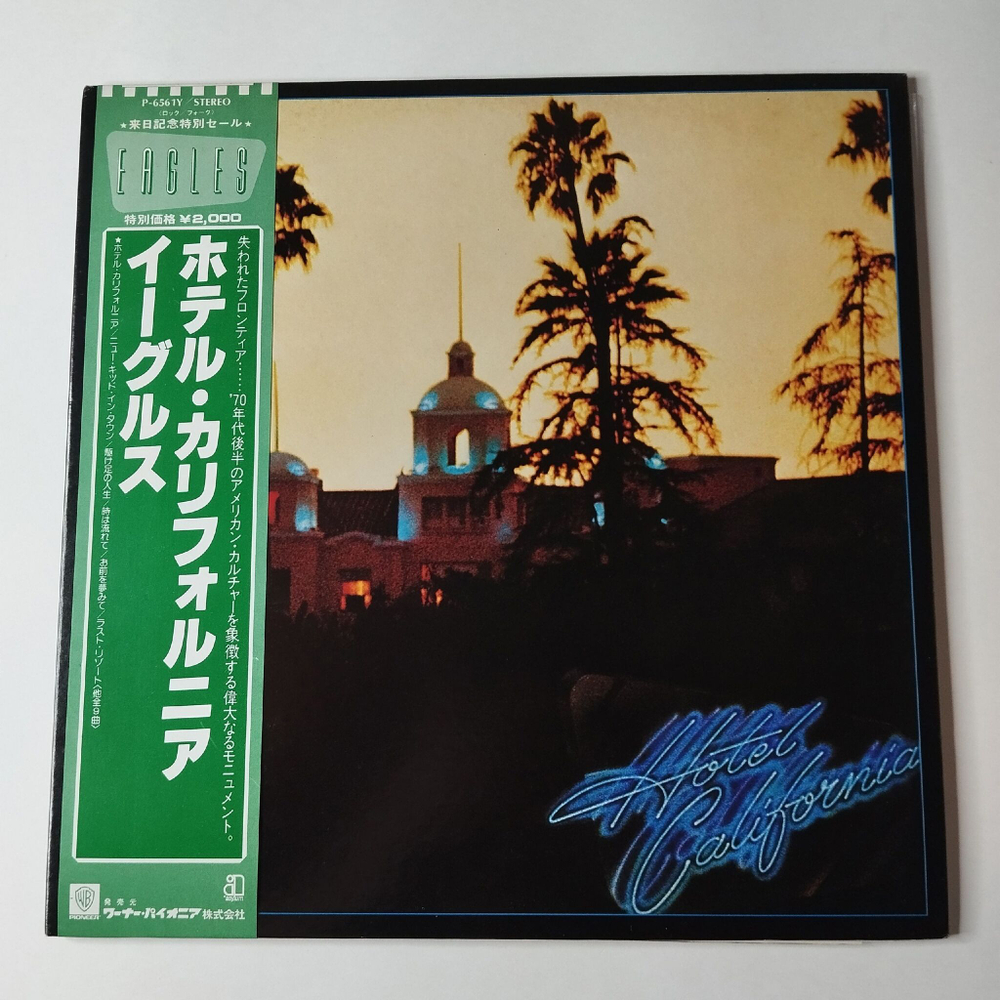 P-6561Y／STEREO
(ロック フォーク)
★来日記念特別セール★
EAGLES
特別価格 ¥2,000
失われたフロンティア……'70年代後半のアメリカン・カルチャーを象徴する偉大なるモニュメント。
ホテル・カリフォルニア
イーグルス
★ホテル・カリフォルニア／ニュー・キッド・イン・タウン／駆け足の人生／時は流れて／お前を夢みて／ラスト・リゾート〈他全9曲〉
WB
PIONEER
発売元
ワーナー・パイオニア株式会社
asylum
Hotel
California